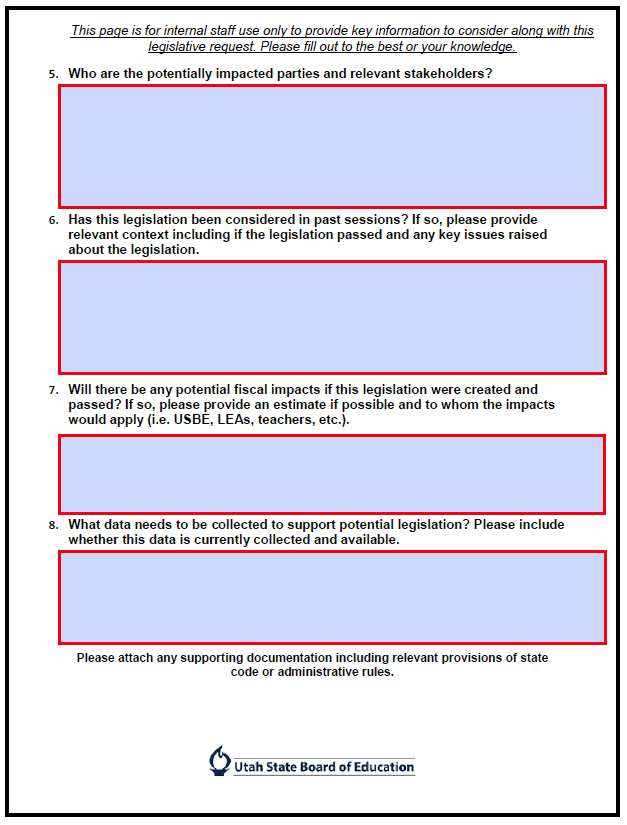 This page is for internal staff use only to provide key information to consider along with this
legislative request. Please fill out to the best or your knowledge.
5. Who are the potentially impacted parties and relevant stakeholders?
6. Has this legislation been considered in past sessions? If so, please provide
relevant context including if the legislation passed and any key issues raised
about the legislation.
7. Will there be any potential fiscal impacts if this legislation were created and
passed? If so, please provide an estimate if possible and to whom the impacts
would apply (i.e. USBE, LEAs, teachers, etc.).
8. What data needs to be collected to support potential legislation? Please include
whether this data is currently collected and available.
Please attach any supporting documentation including relevant provisions of state
code or administrative rules.
Utah State Board of Education